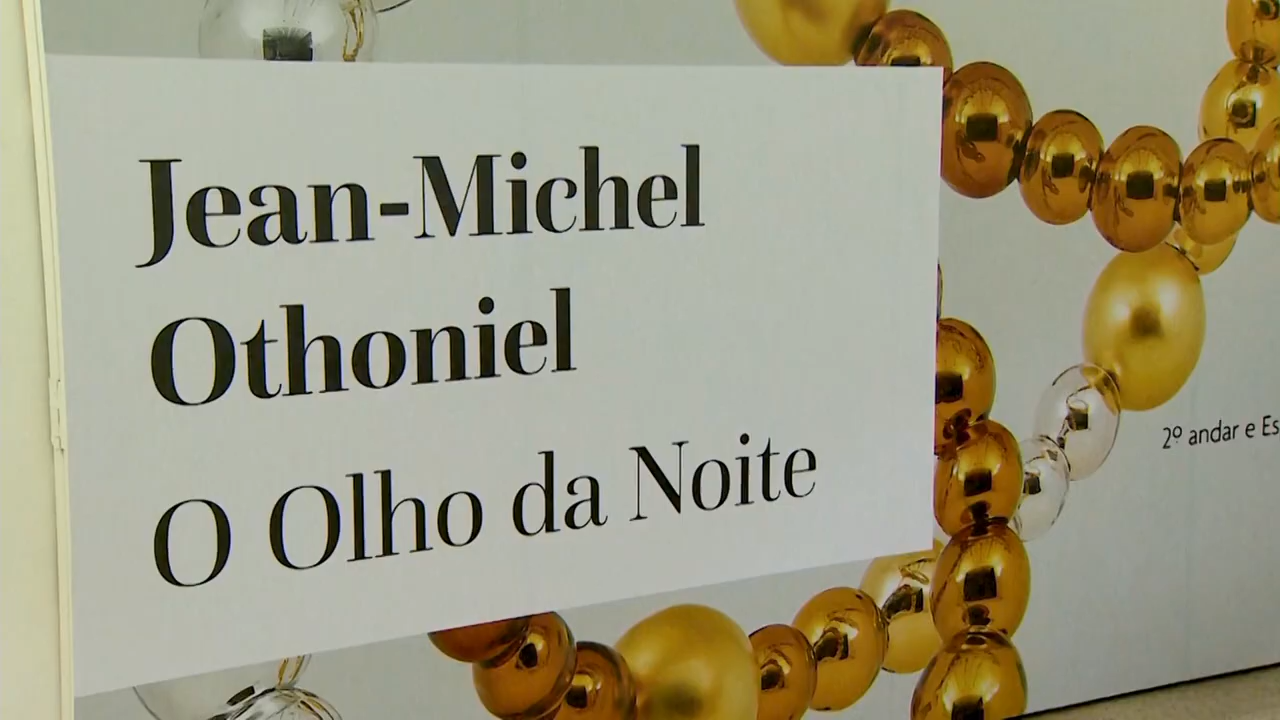 Jean-Michel
Othoniel
O Olho da Noite
2º andar e